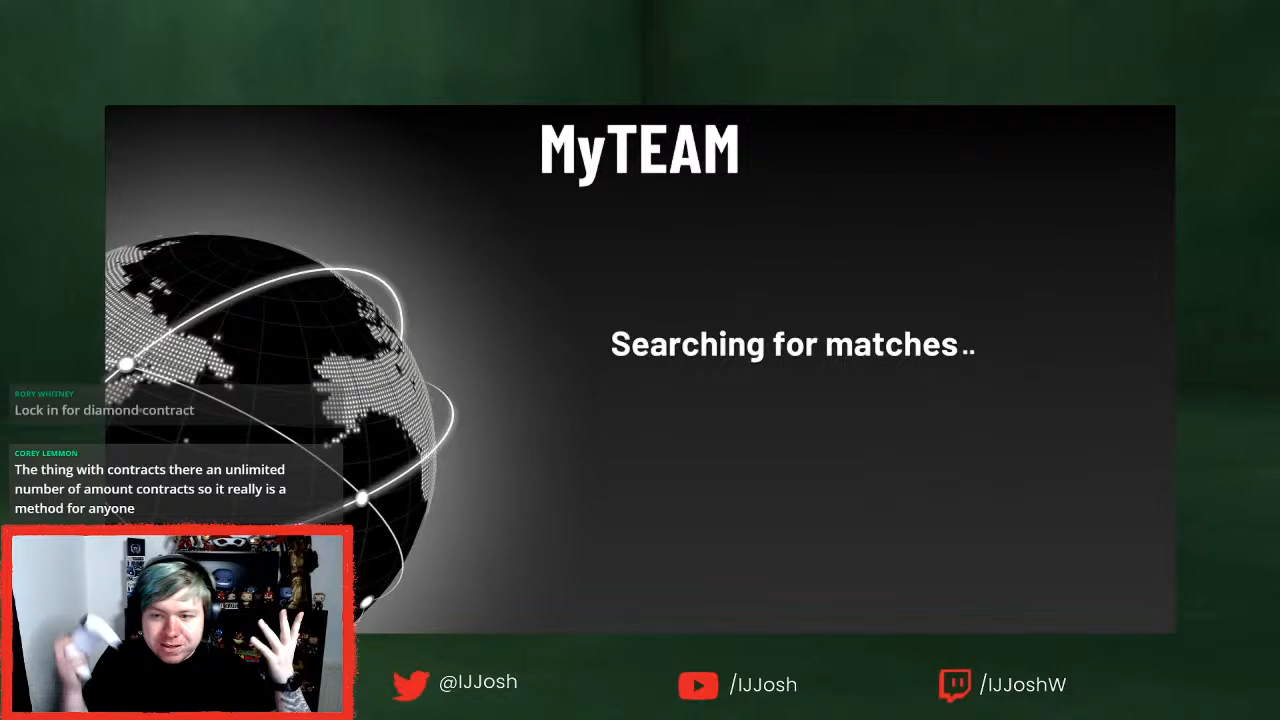 MyTEAM
Searching for matches..
RORY WHITNEY
Lock in for diamond contract
COREY LEMMON
The thing with contracts there an unlimited
number of amount contracts so it really is a
method for anyone
@IJJosh
/IJJosh
/IJJoshW